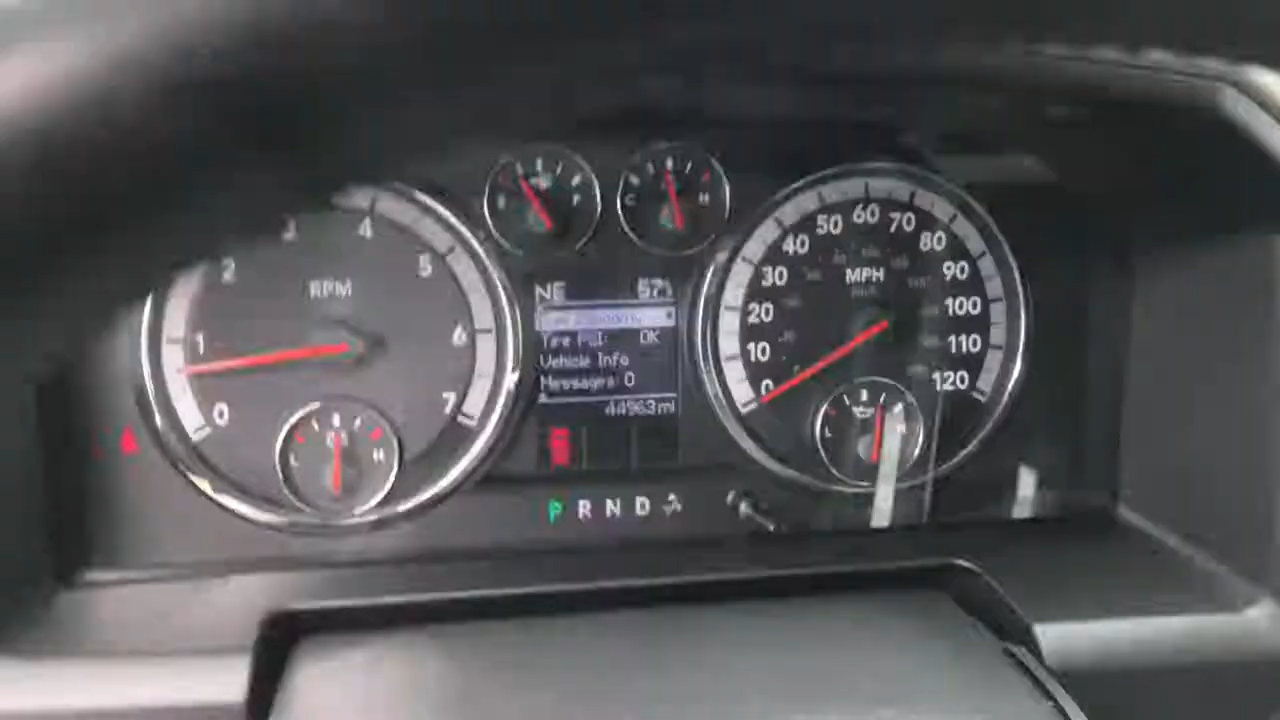 E F
C H
4
3
5
2
RPM
1
6
0
7
L H
NE 57°
Tire PSI: OK
Vehicle Info
Messages 0
44963 mi
P R N D
60
50 70
40 80
30 MPH 90
20 100
10 110
0 120
L H